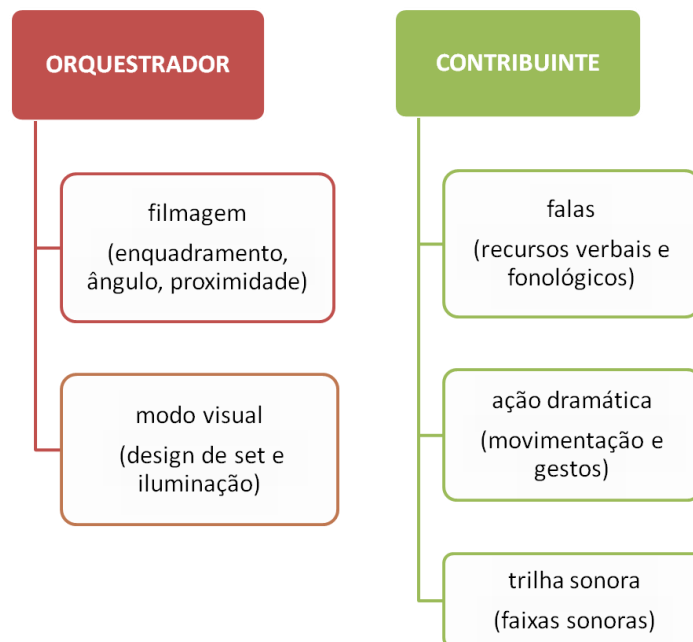 ORQUESTRADOR
filmagem
(enquadramento,
ângulo, proximidade)
modo visual
(design de set e
iluminação)
CONTRIBUINTE
falas
(recursos verbais e
fonológicos)
ação dramática
(movimentação e
gestos)
trilha sonora
(faixas sonoras)